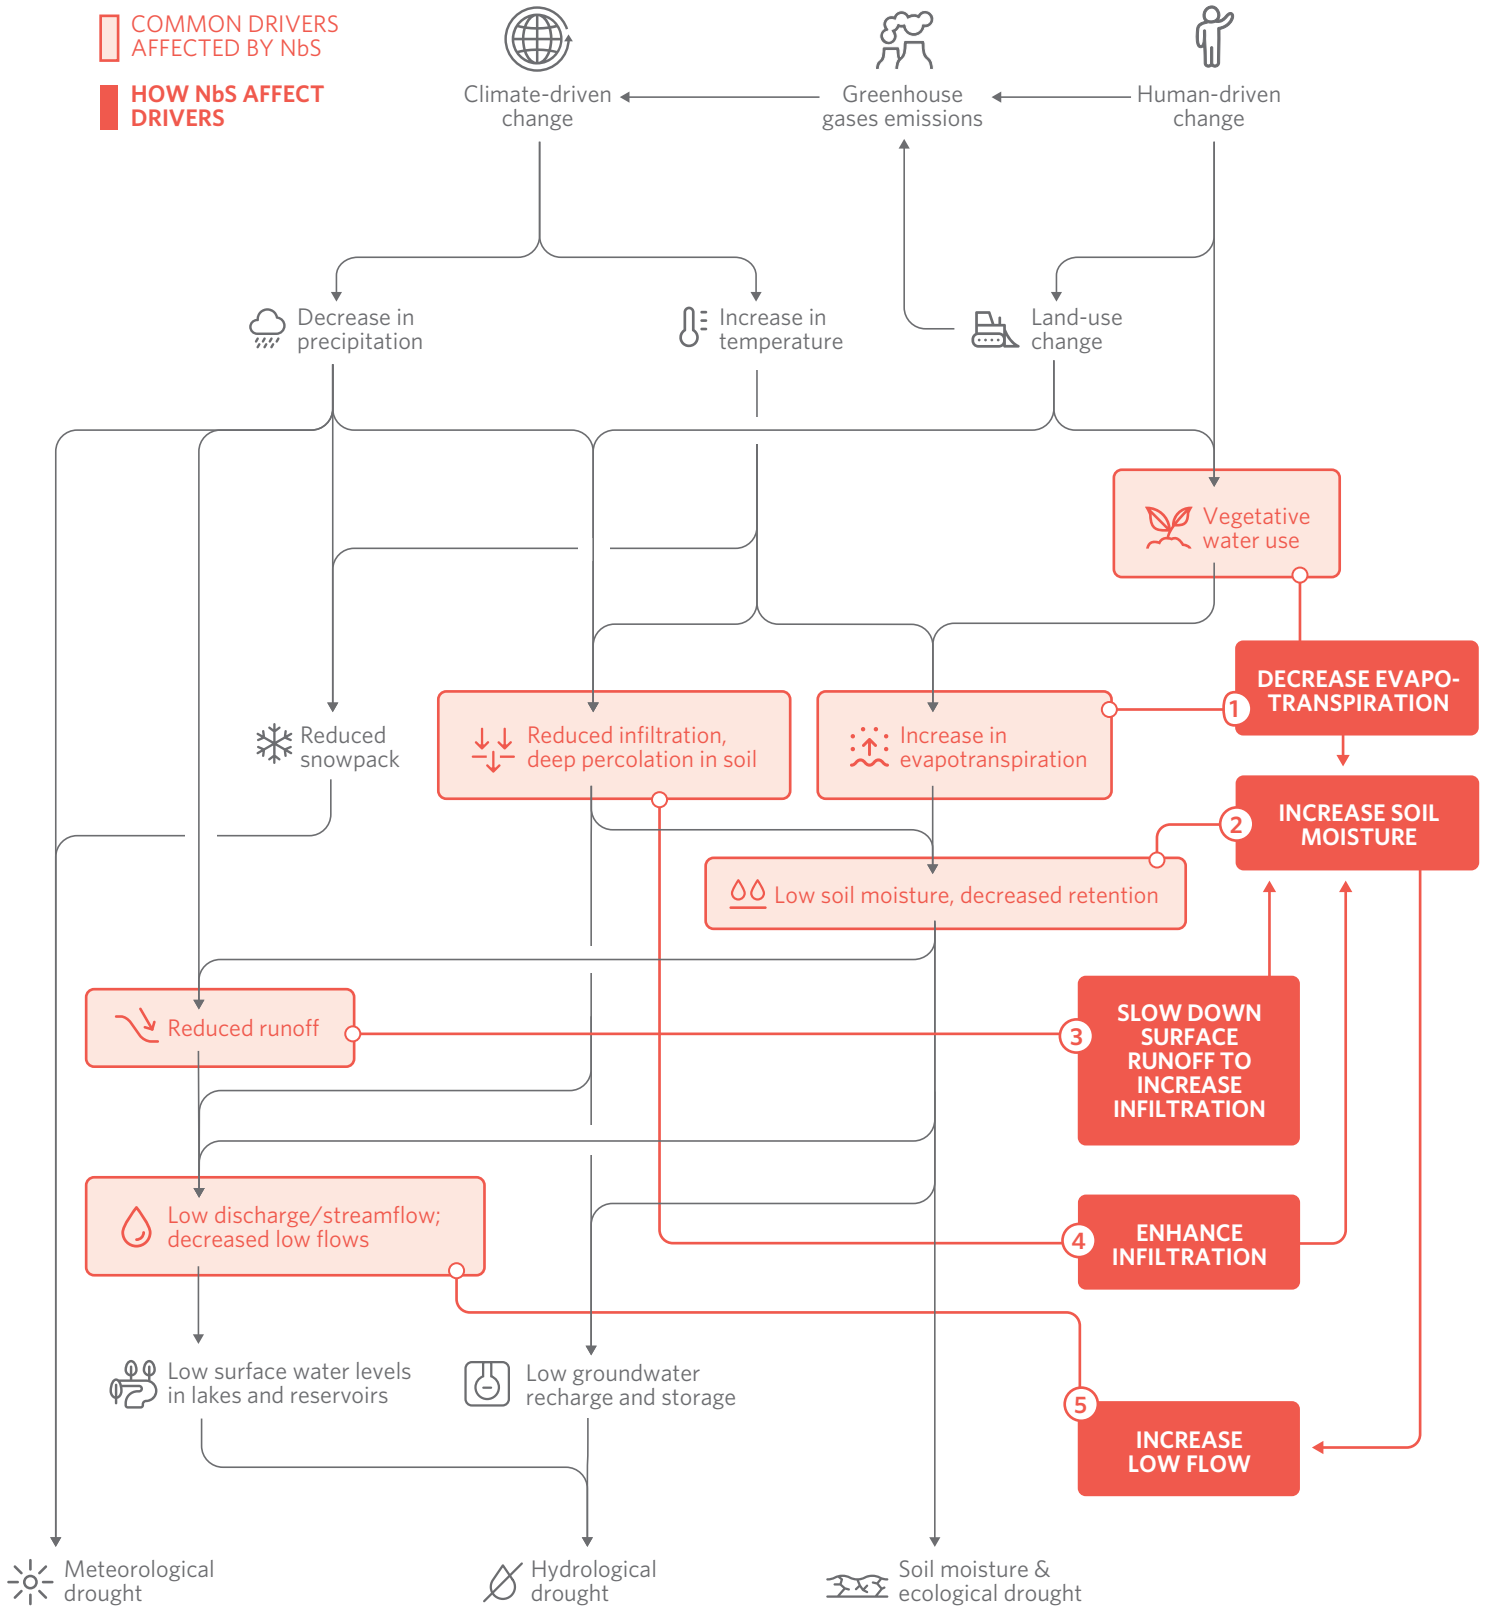 COMMON DRIVERS
AFFECTED BY NbS
HOW NbS AFFECT
DRIVERS
Climate-driven
change
Greenhouse
gases emissions
Human-driven
change
Decrease in
precipitation
Increase in
temperature
Land-use
change
Vegetative
water use
DECREASE EVAPO-
TRANSPIRATION
1
Reduced
snowpack
Reduced infiltration,
deep percolation in soil
Increase in
evapotranspiration
INCREASE SOIL
MOISTURE
2
Low soil moisture, decreased retention
Reduced runoff
3
SLOW DOWN
SURFACE
RUNOFF TO
INCREASE
INFILTRATION
Low discharge/streamflow;
decreased low flows
4
ENHANCE
INFILTRATION
Low surface water levels
in lakes and reservoirs
Low groundwater
recharge and storage
5
INCREASE
LOW FLOW
Meteorological
drought
Hydrological
drought
Soil moisture &
ecological drought